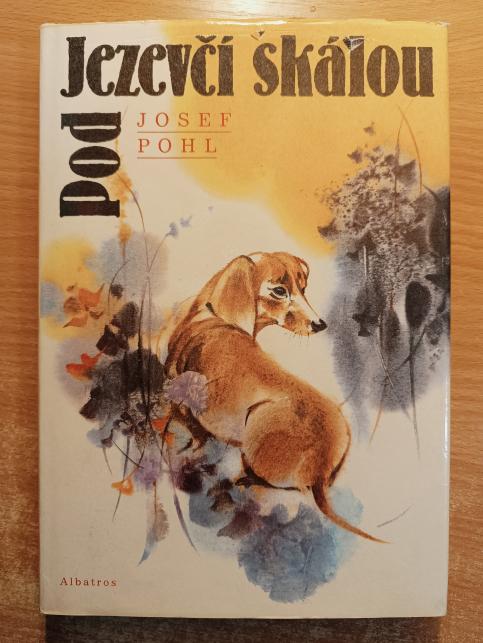 Pod
Jezevčí skálou
JOSEF
POHL
Albatros